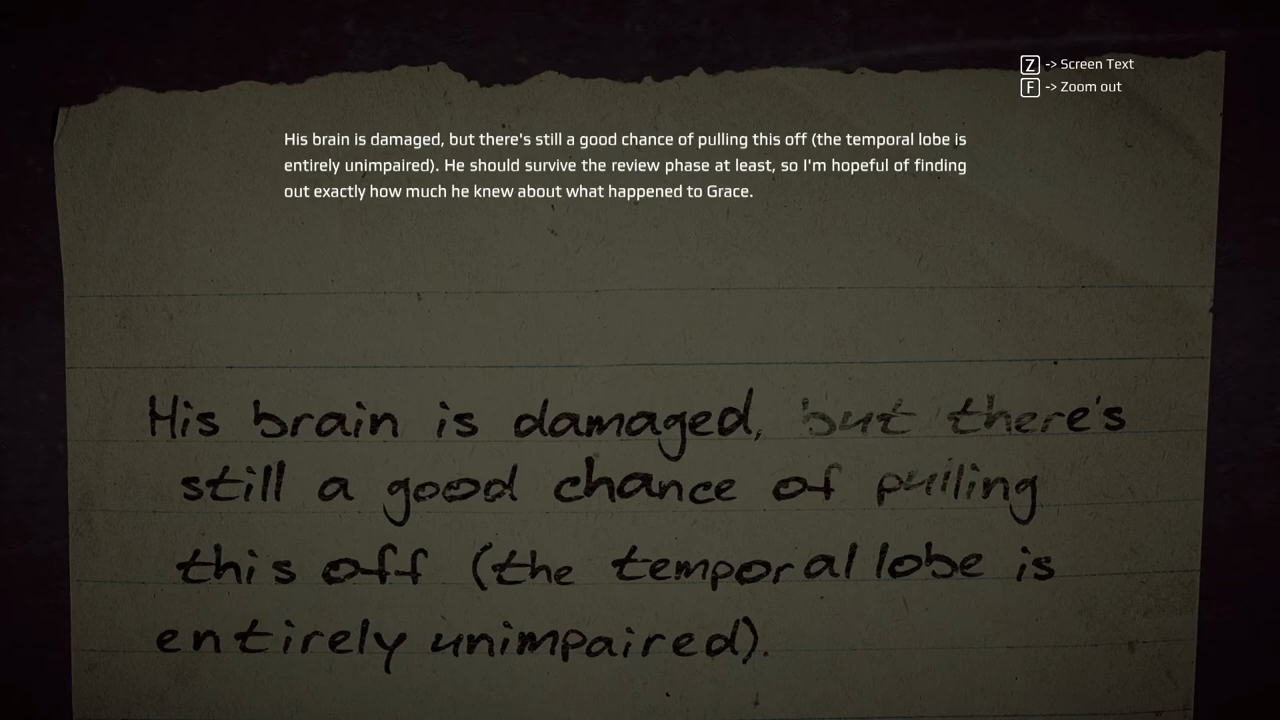 Z -> Screen Text
F -> Zoom out
His brain is damaged, but there's still a good chance of pulling this off (the temporal lobe is
entirely unimpaired). He should survive the review phase at least, so I'm hopeful of finding
out exactly how much he knew about what happened to Grace.
His brain is damaged, but there's
still a good chance of pulling
this off (the temporal lobe is
entirely unimpaired).